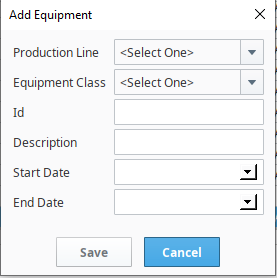 Add Equipment
Production Line <Select One>
Equipment Class <Select One>
Id
Description
Start Date
End Date
Save Cancel